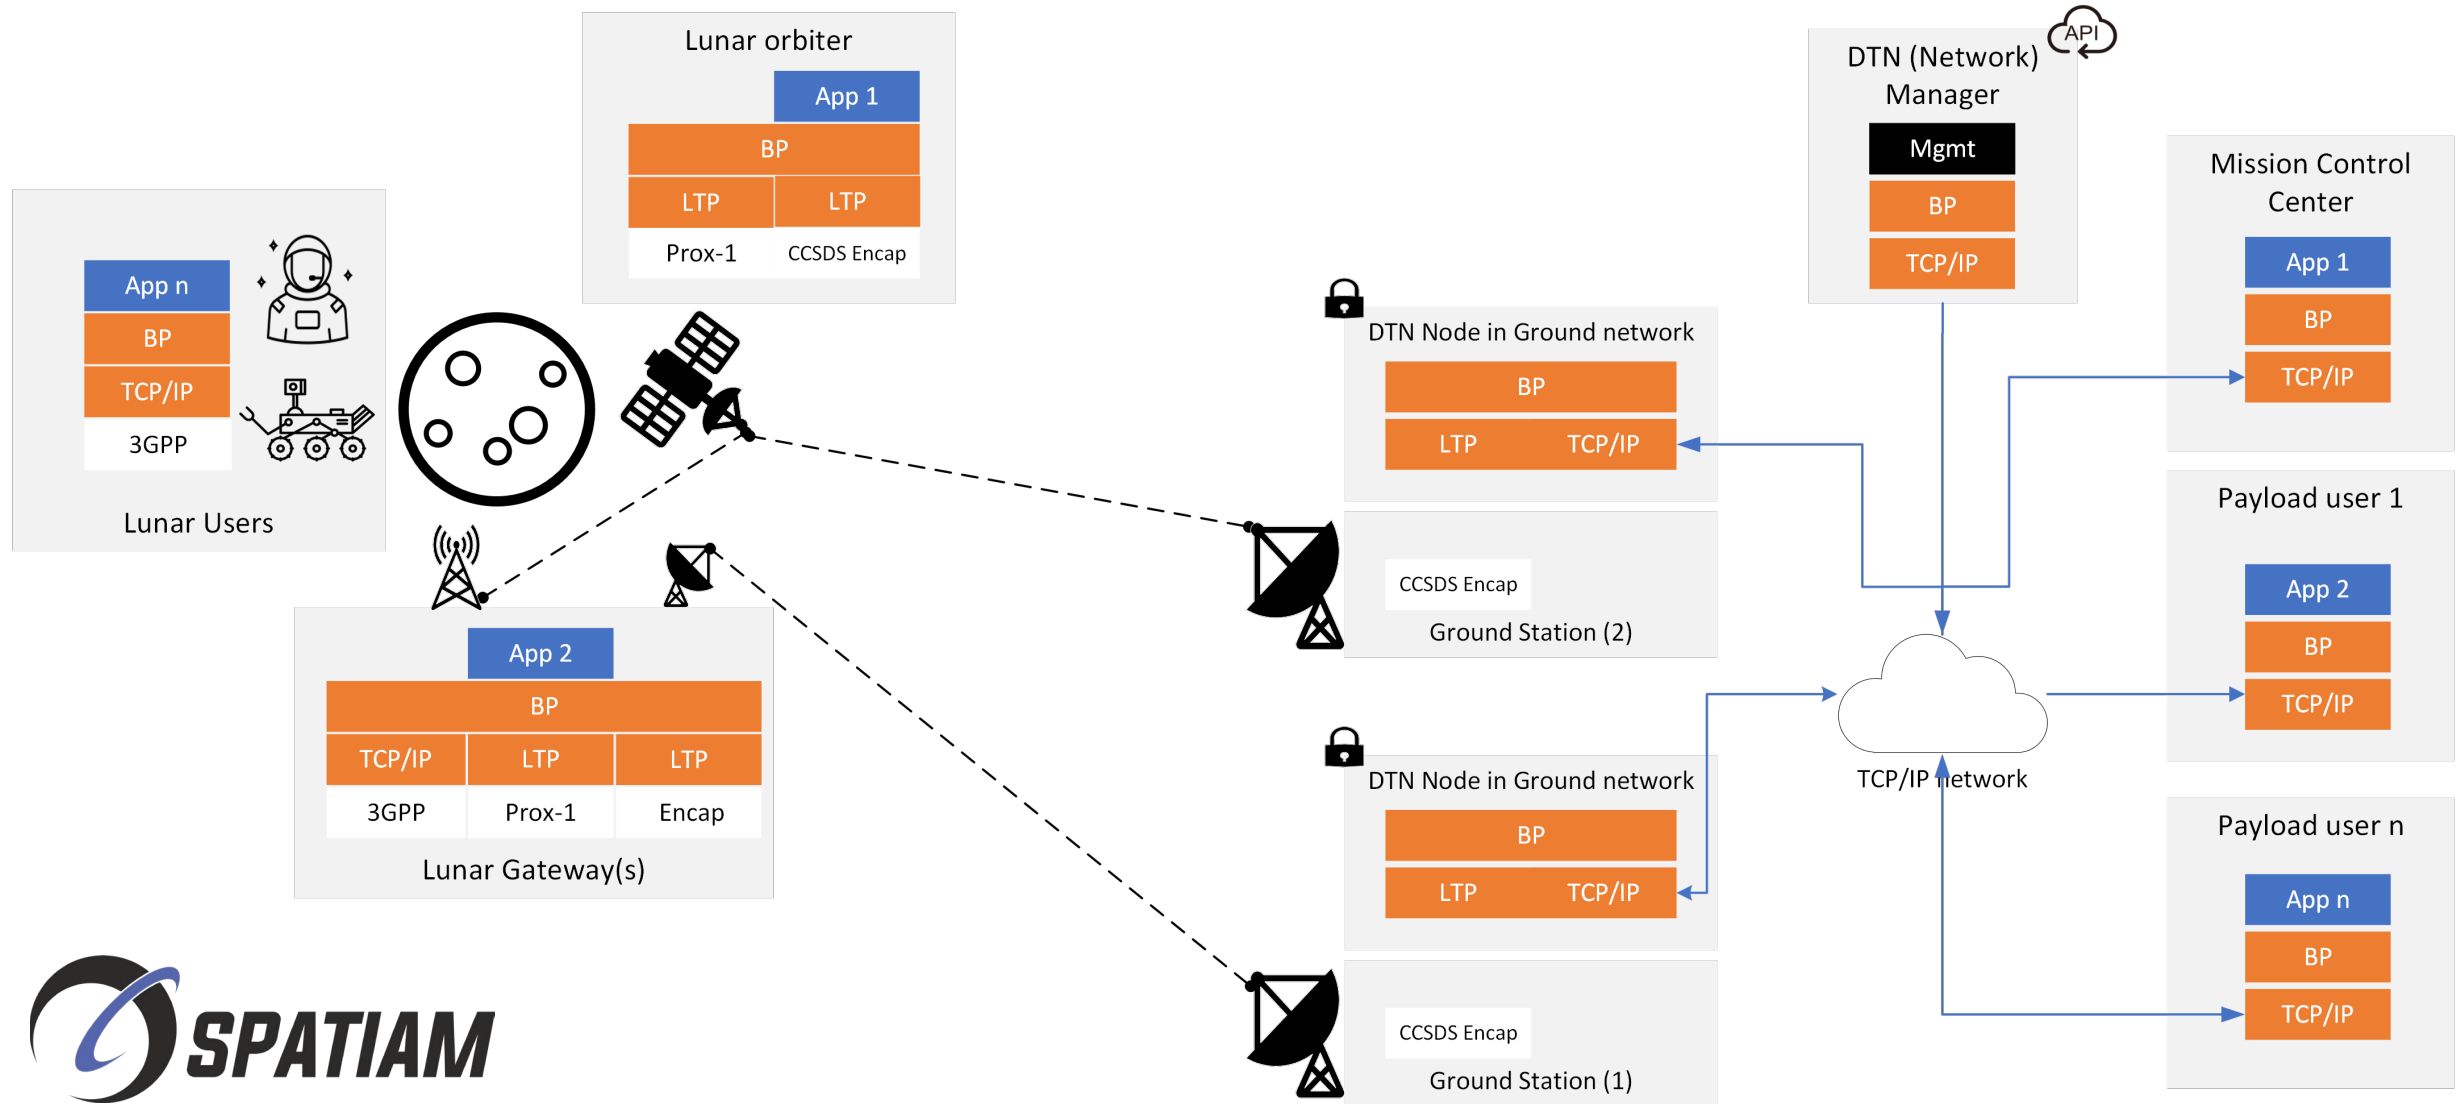 Lunar orbiter
App 1
BP
LTP
LTP
Prox-1
CCSDS Encap
App n
BP
TCP/IP
3GPP
Lunar Users
App 2
BP
TCP/IP
LTP
LTP
3GPP
Prox-1
Encap
Lunar Gateway(s)
SPATIAM
DTN Node in Ground network
BP
LTP
TCP/IP
CCSDS Encap
Ground Station (2)
DTN Node in Ground network
BP
LTP
TCP/IP
CCSDS Encap
Ground Station (1)
API
DTN (Network)
Manager
Mgmt
BP
TCP/IP
TCP/IP network
Mission Control
Center
App 1
BP
TCP/IP
Payload user 1
App 2
BP
TCP/IP
Payload user n
App n
BP
TCP/IP